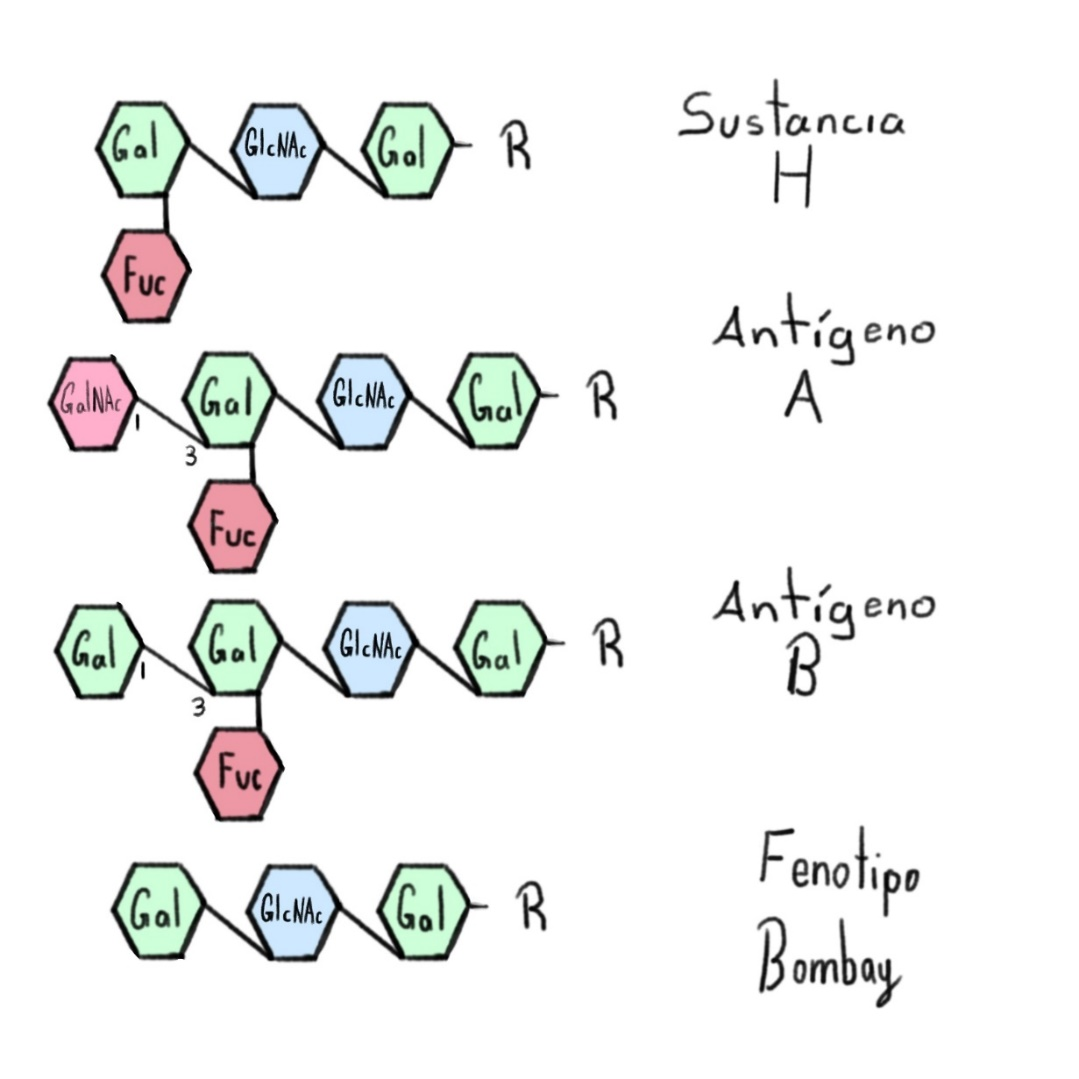 Gal GlcNAc Gal R
Sustancia
H
Fuc
Antígeno
A
GalNAc Gal GlcNAc Gal R
1
3
Fuc
Antígeno
B
Gal Gal GlcNAc Gal R
1
3
Fuc
Fenotipo
Bombay
Gal GlcNAc Gal R